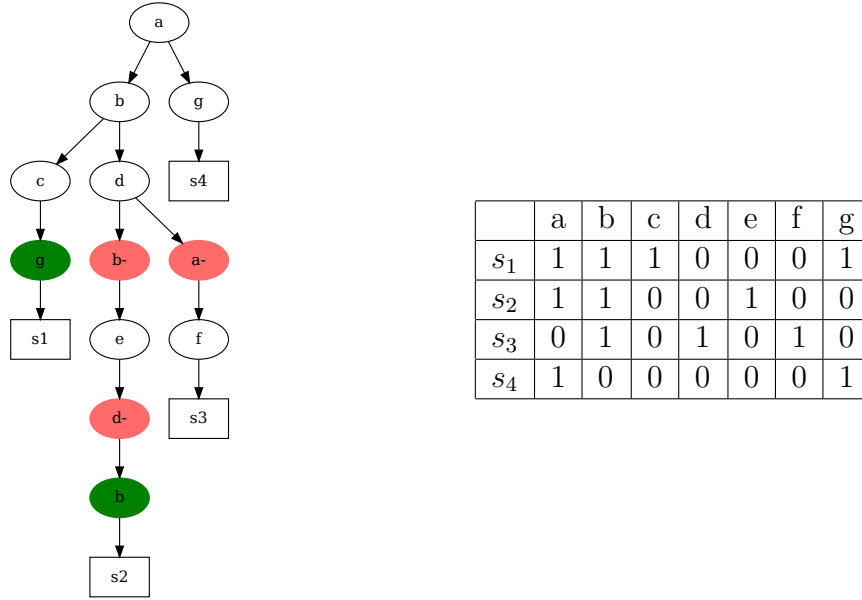 a
b g
c d s4
g b- a-
s1 e f
d- s3
b
s2
a b c d e f g
s1 1 1 1 0 0 0 1
s2 1 1 0 0 1 0 0
s3 0 1 0 1 0 1 0
s4 1 0 0 0 0 0 1